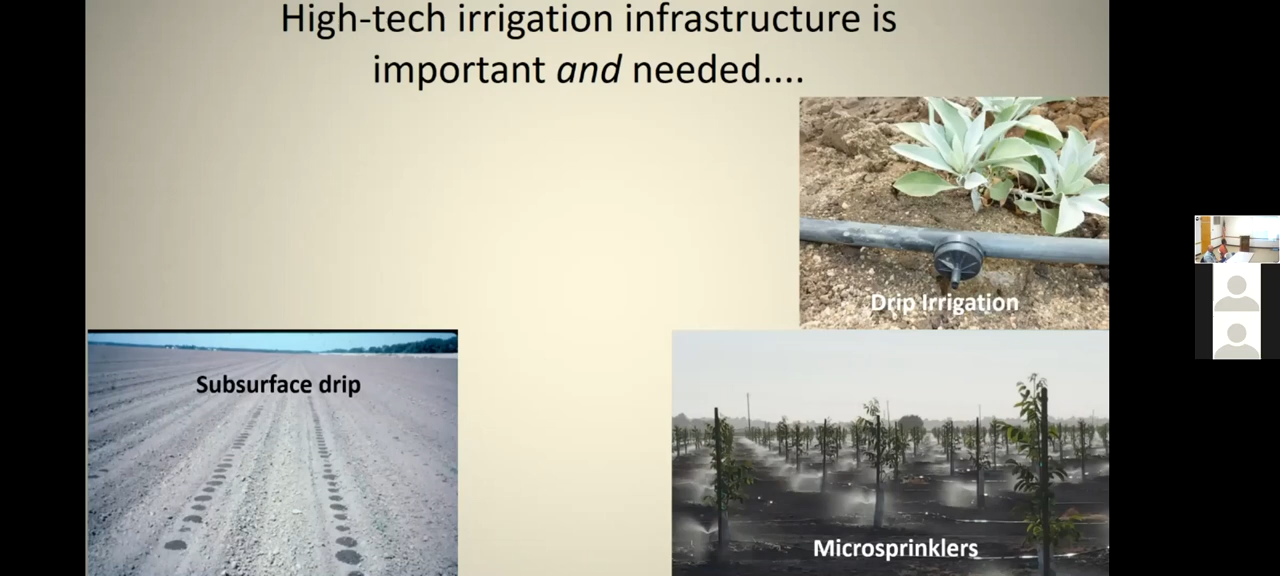 High-tech irrigation infrastructure is
important and needed....
Drip Irrigation
Subsurface drip
Microsprinklers